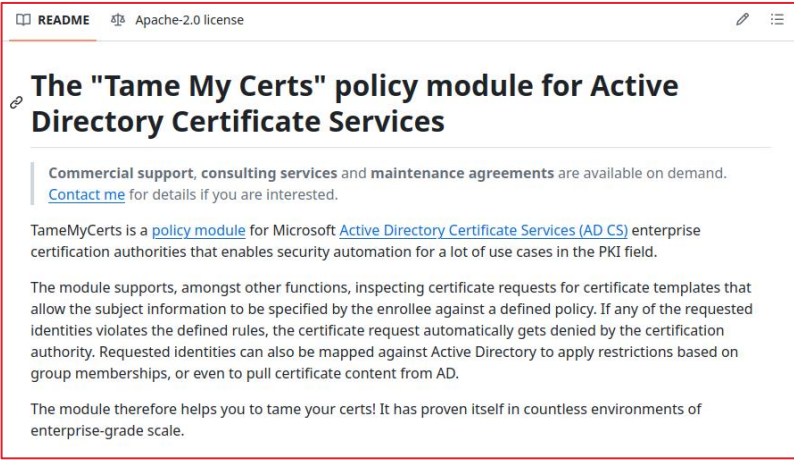 README
Apache-2.0 license
The "Tame My Certs" policy module for Active
Directory Certificate Services
Commercial support, consulting services and maintenance agreements are available on demand.
Contact me for details if you are interested.
TameMyCerts is a policy module for Microsoft Active Directory Certificate Services (AD CS) enterprise
certification authorities that enables security automation for a lot of use cases in the PKI field.
The module supports, amongst other functions, inspecting certificate requests for certificate templates that
allow the subject information to be specified by the enrollee against a defined policy. If any of the requested
identities violates the defined rules, the certificate request automatically gets denied by the certification
authority. Requested identities can also be mapped against Active Directory to apply restrictions based on
group memberships, or even to pull certificate content from AD.
The module therefore helps you to tame your certs! It has proven itself in countless environments of
enterprise-grade scale.